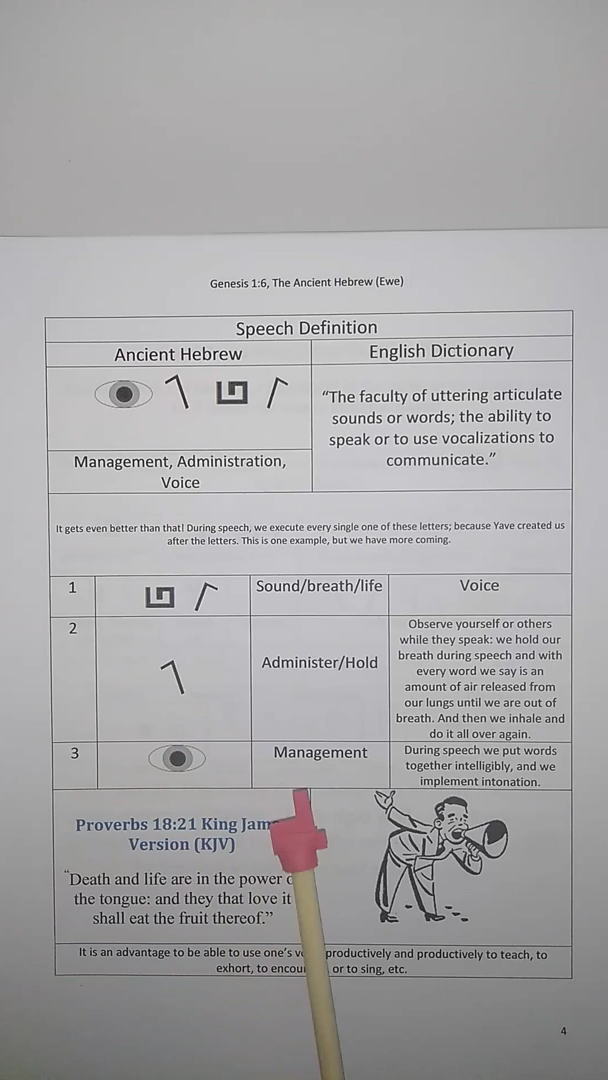 Genesis 1:6, The Ancient Hebrew (Ewe)
Speech Definition
Ancient Hebrew
English Dictionary
Management, Administration,
Voice
“The faculty of uttering articulate
sounds or words; the ability to
speak or to use vocalizations to
communicate.”
It gets even better than that! During speech, we execute every single one of these letters; because Yave created us
after the letters. This is one example, but we have more coming.
1
Sound/breath/life
Voice
2
Administer/Hold
Observe yourself or others
while they speak: we hold our
breath during speech and with
every word we say is an
amount of air released from
our lungs until we are out of
breath. And then we inhale and
do it all over again.
3
Management
During speech we put words
together intelligibly, and we
implement intonation.
Proverbs 18:21 King
Version (KJV)
“Death and life are in the power
the tongue: and they that love it
shall eat the fruit thereof.”
It is an advantage to be able to use one’s productively and productively to teach, to
exhort, to or to sing, etc.
4